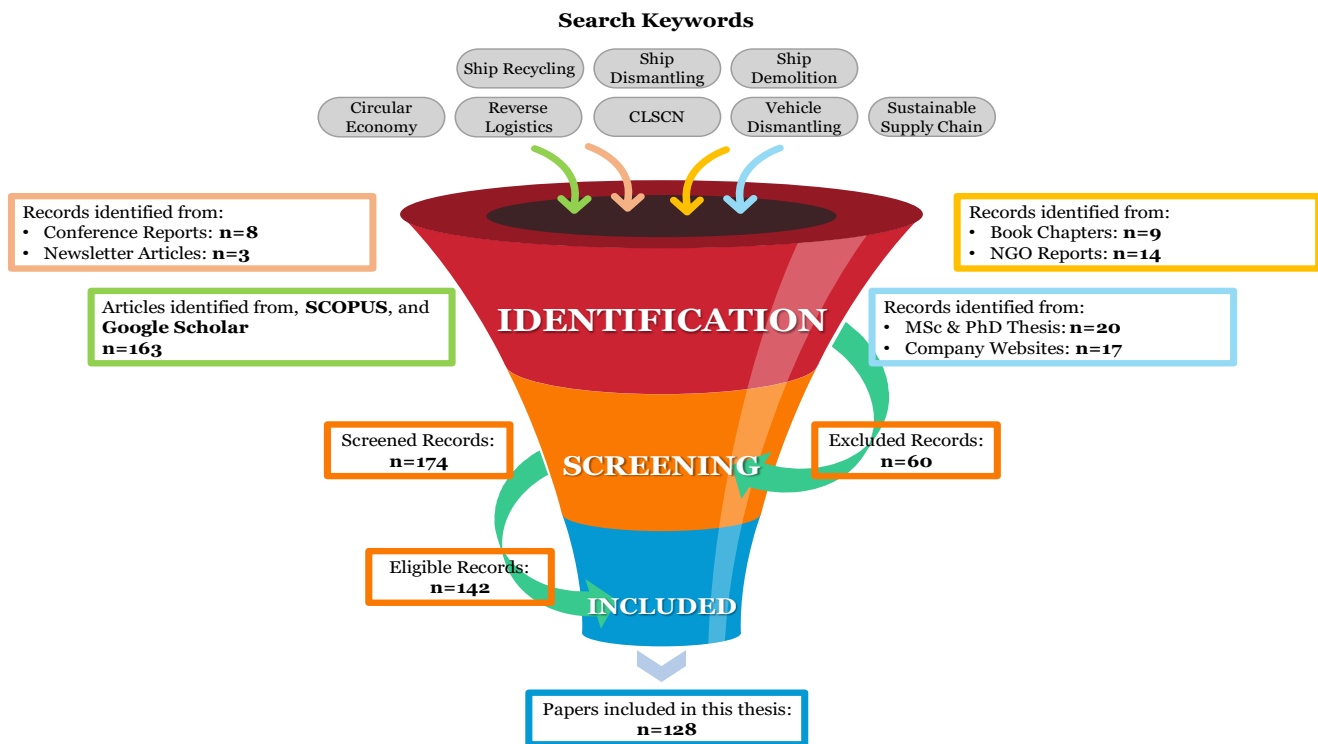 Search Keywords
Ship Recycling
Ship
Dismantling
Ship
Demolition
Circular
Economy
Reverse
Logistics
CLSCN
Vehicle
Dismantling
Sustainable
Supply Chain
Records identified from:
• Conference Reports: n=8
• Newsletter Articles: n=3
Records identified from:
• Book Chapters: n=9
• NGO Reports: n=14
Articles identified from, SCOPUS, and
Google Scholar
n=163
IDENTIFICATION
Records identified from:
• MSc & PhD Thesis: n=20
• Company Websites: n=17
Screened Records:
n=174
SCREENING
Excluded Records:
n=60
Eligible Records:
n=142
INCLUDED
Papers included in this thesis:
n=128